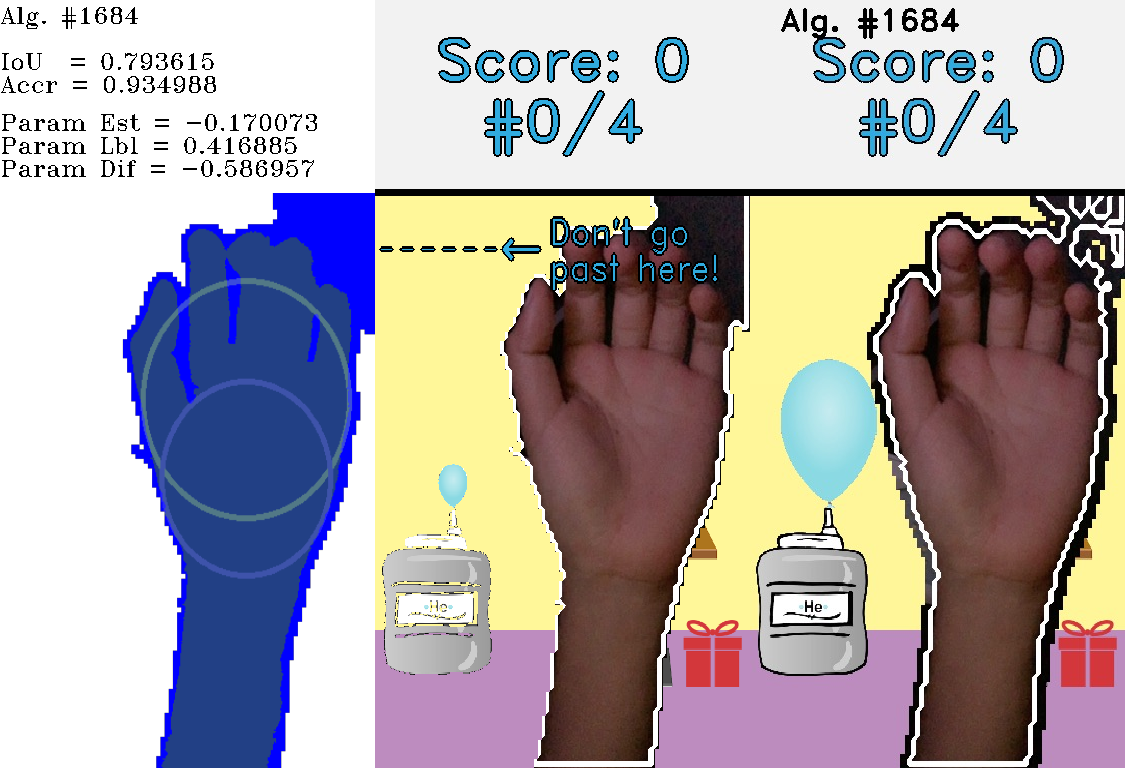 Alg. #1684
IoU = 0.793615
Accr = 0.934988
Param Est = −0.170073
Param Lbl = 0.416885
Param Dif = −0.586957
Score: 0
#0/4
Don't go
past here!
He
Alg. #1684
Score: 0
#0/4
He